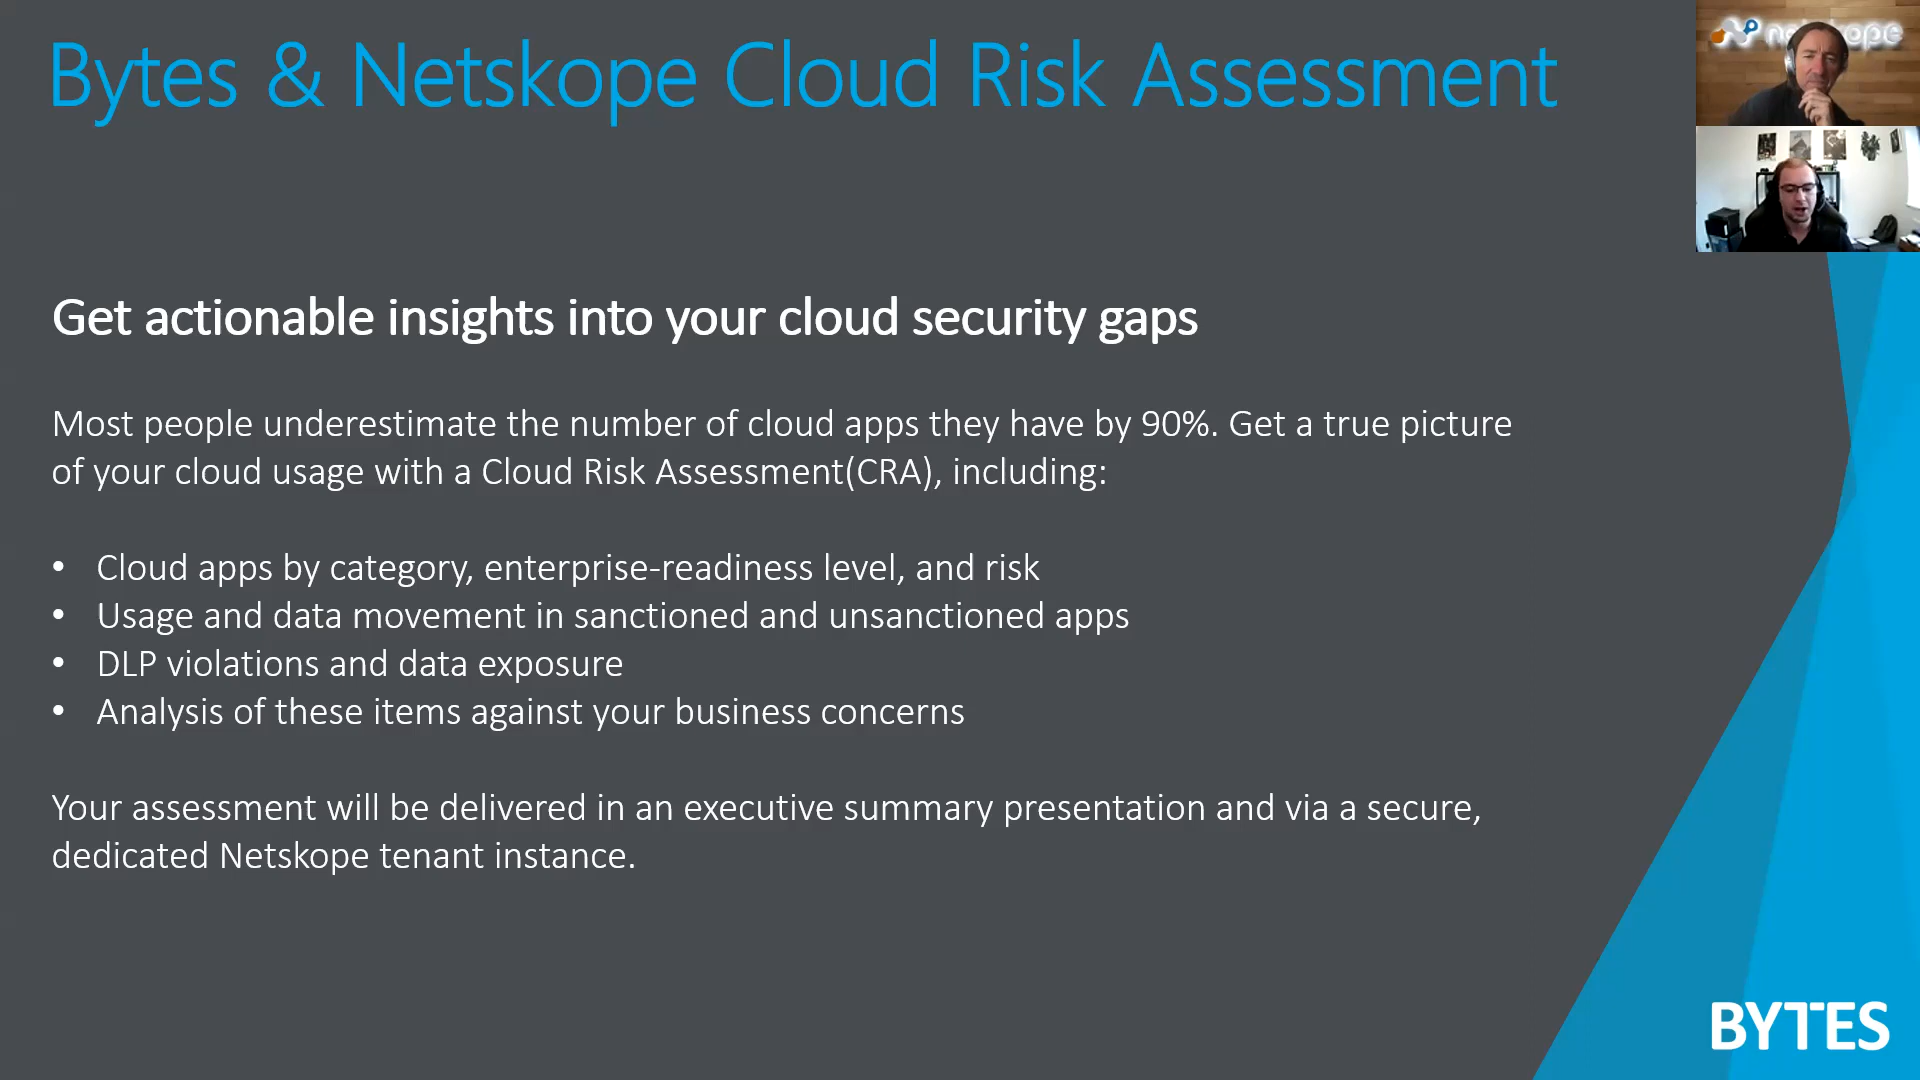 Bytes & Netskope Cloud Risk Assessment
netskope
Get actionable insights into your cloud security gaps
Most people underestimate the number of cloud apps they have by 90%. Get a true picture
of your cloud usage with a Cloud Risk Assessment(CRA), including:
• Cloud apps by category, enterprise-readiness level, and risk
• Usage and data movement in sanctioned and unsanctioned apps
• DLP violations and data exposure
• Analysis of these items against your business concerns
Your assessment will be delivered in an executive summary presentation and via a secure,
dedicated Netskope tenant instance.
BYTES